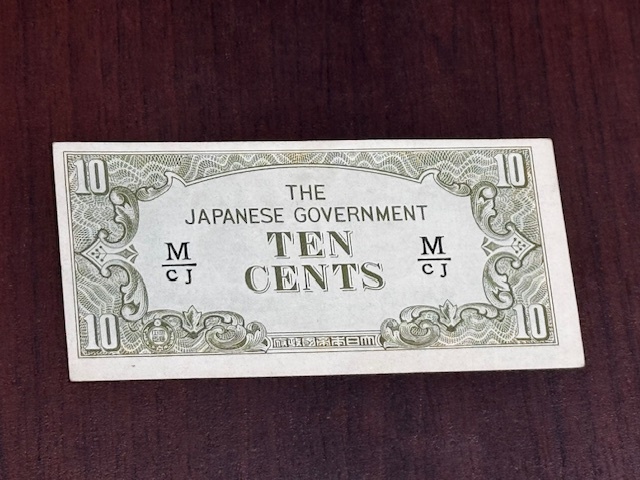 10 10
THE
JAPANESE GOVERNMENT
TEN
CENTS
M M
CJ CJ
10 10